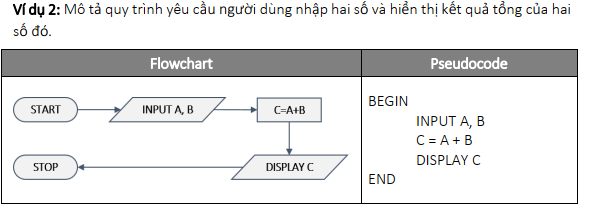 Ví dụ 2: Mô tả quy trình yêu cầu người dùng nhập hai số và hiển thị kết quả tổng của hai
số đó.
Flowchart
Pseudocode
START
INPUT A, B
C=A+B
STOP
DISPLAY C
BEGIN
INPUT A, B
C = A + B
DISPLAY C
END